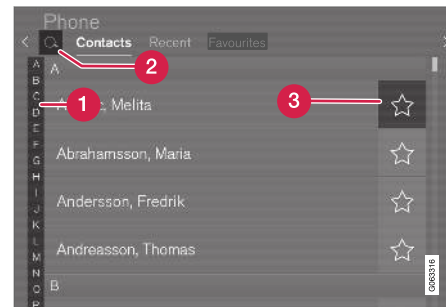 Phone
Contacts Recent Favourites
2
A
A
B
C
D
E
F
G
H
I
J
K
L
M
N
O
P
1
Melita
3
Abrahamsson, Maria
Andersson, Fredrik
Andreasson, Thomas
B
G063316